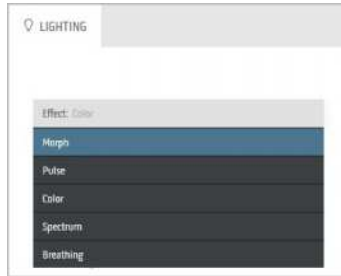 LIGHTING
Effect: Color
Morph
Pulse
Color
Spectrum
Breathing